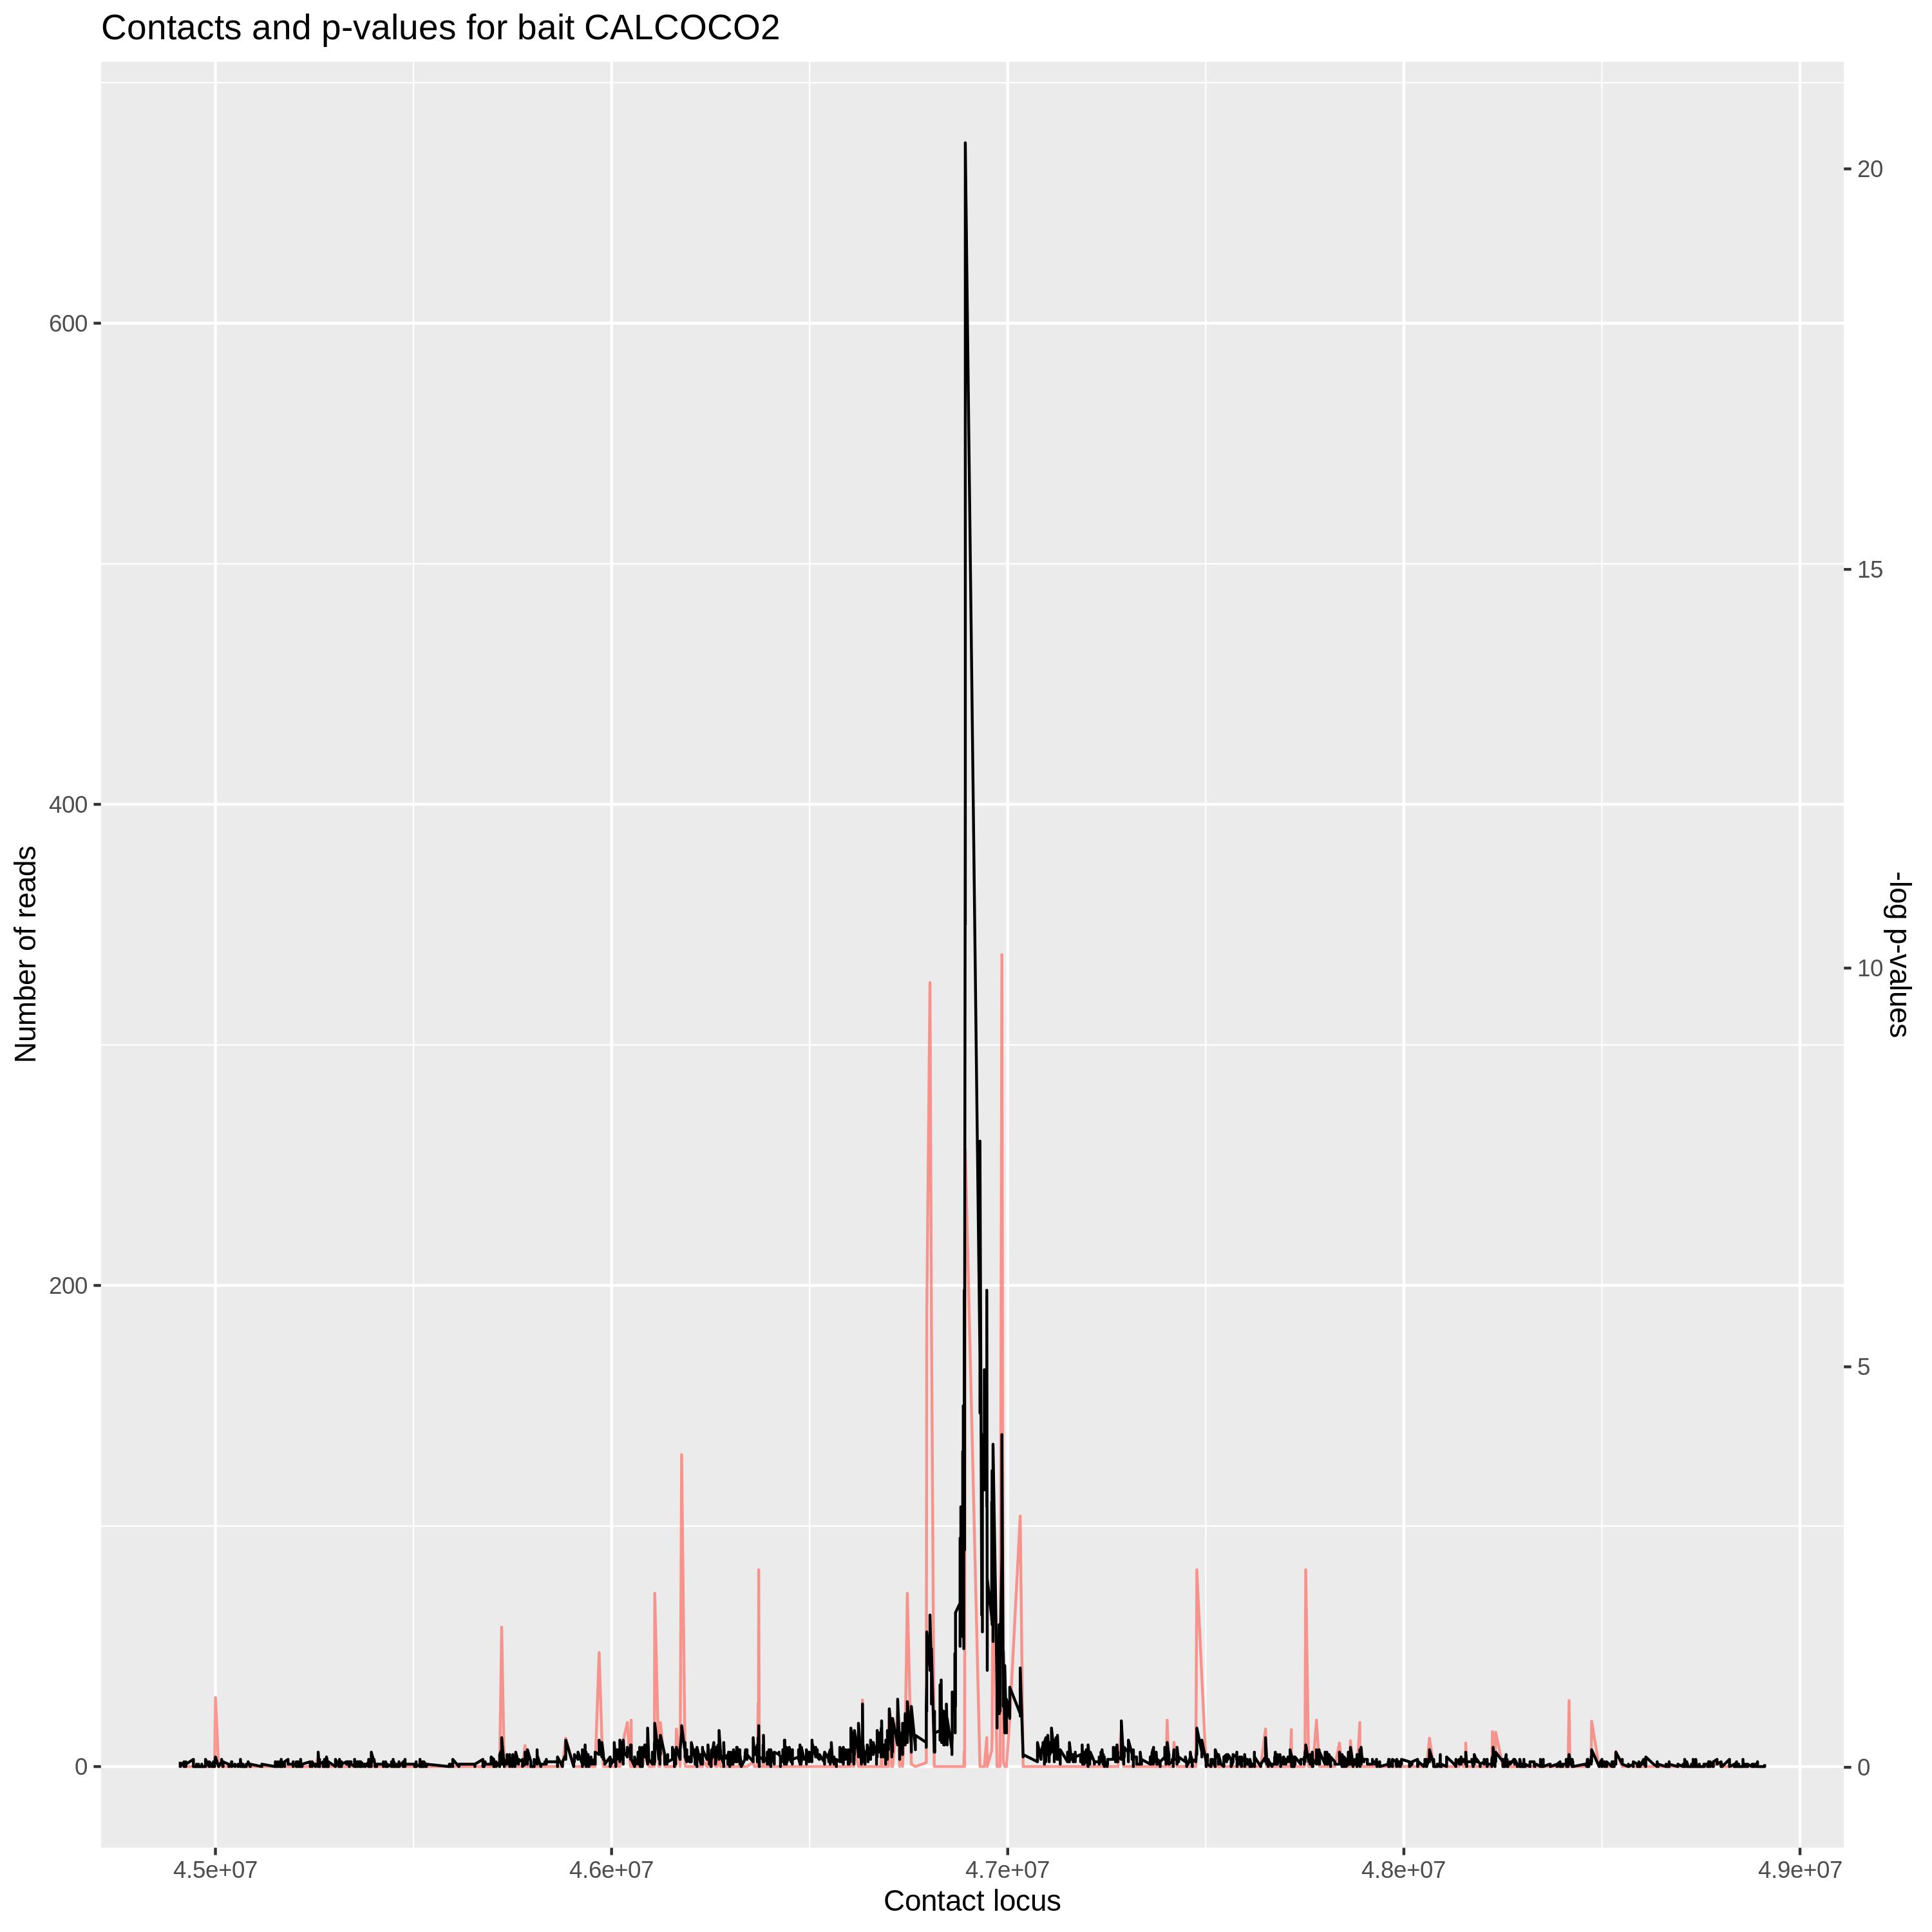 Contacts and p-values for bait CALCOCO2
600
400
200
0
Number of reads
20
15
10
5
0
-log p-values
4.5e+07
4.6e+07
4.7e+07
4.8e+07
4.9e+07
Contact locus